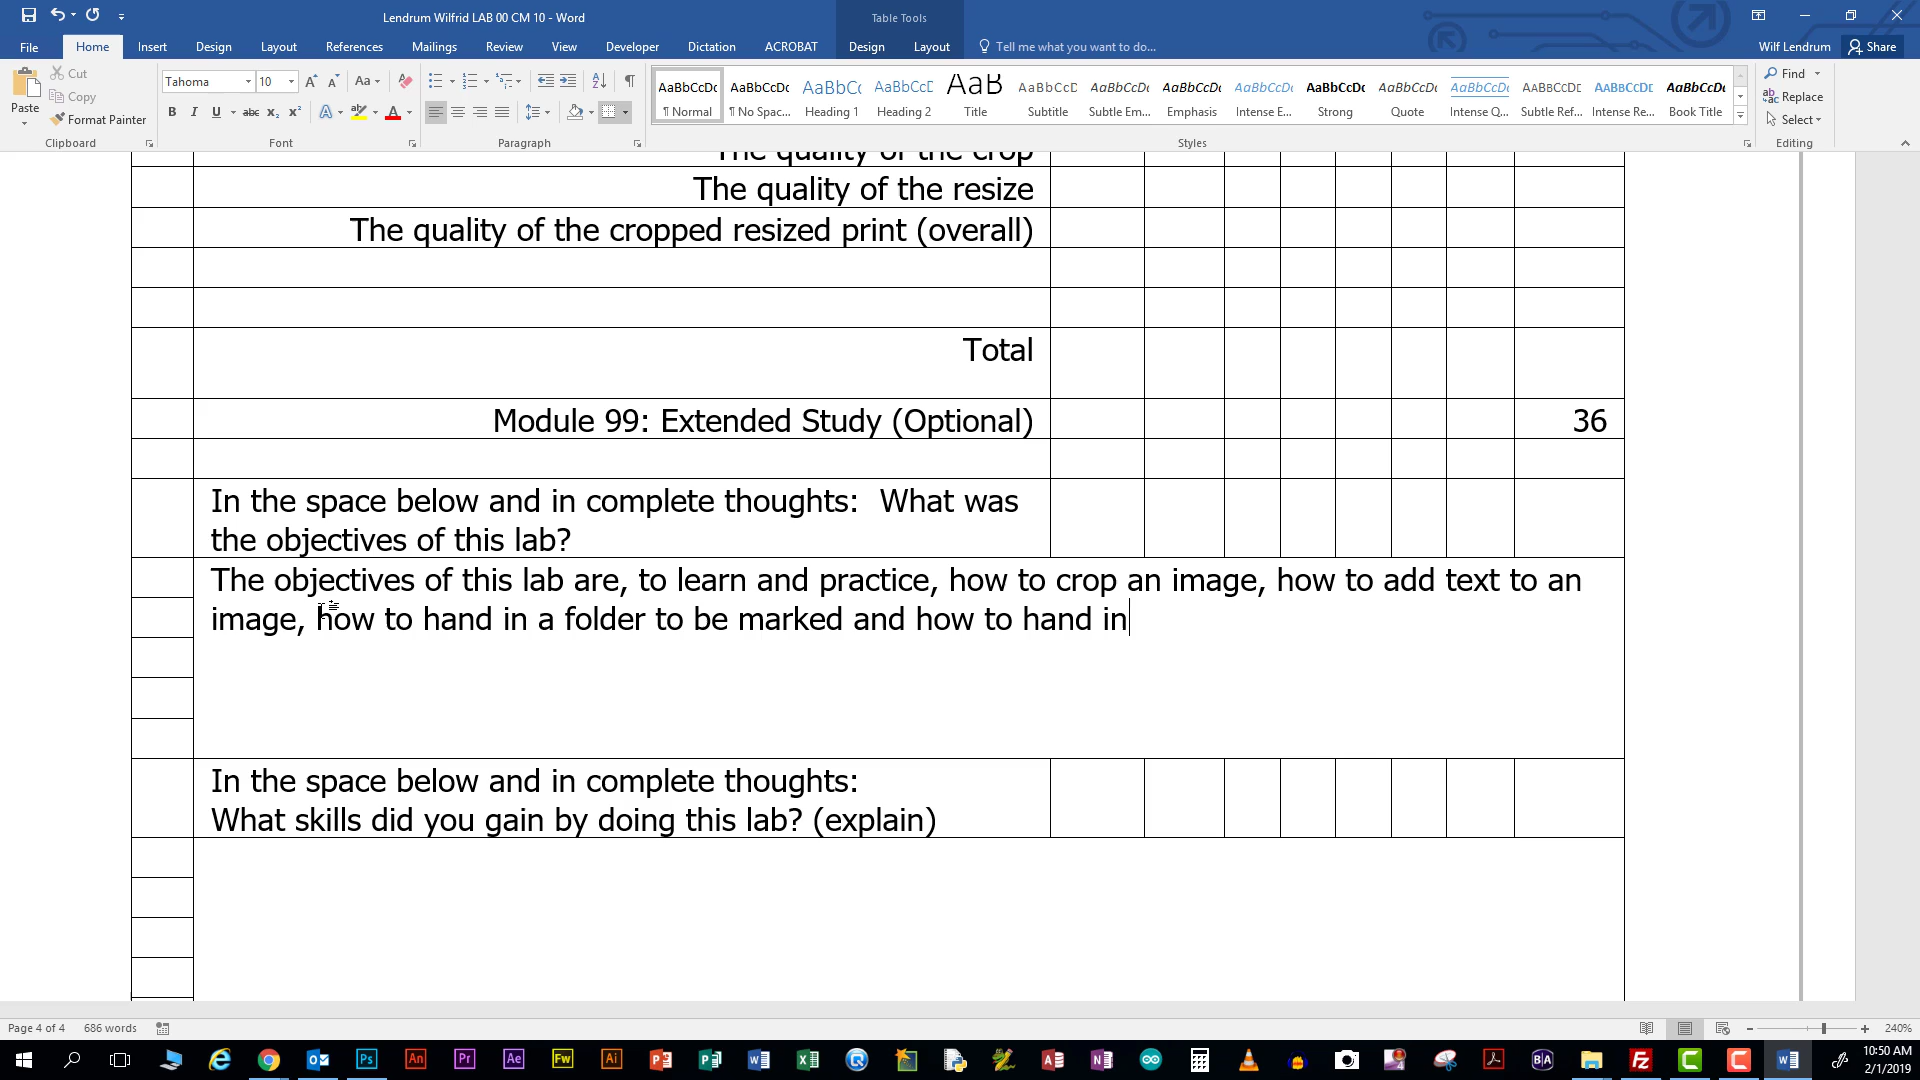 Lendrum Wilfrid LAB 00 CM 10 - Word
Table Tools
File
Home
Insert
Design
Layout
References
Mailings
Review
View
Developer
Dictation
ACROBAT
Design
Layout
Tell me what you want to do...
Wilf Lendrum
Share
Paste
Cut
Copy
Format Painter
Clipboard
Tahoma
10
Font
Paragraph
AaBbCcDc
¶ Normal
AaBbCcDc
¶ No Spac...
AaBbCc
Heading 1
AaBbCcC
Heading 2
AaB
Title
AaBbCcD
Subtitle
AaBbCcDc
Subtle Em...
AaBbCcDc
Emphasis
AaBbCcDc
Intense E...
AaBbCcDc
Strong
AaBbCcDc
Quote
AaBbCcDc
Intense Q...
AABBCCDD
Subtle Ref...
AABBCCDE
Intense Re...
AaBbCcDc
Book Title
Styles
Find
Replace
Select
Editing
The quality of the crop
The quality of the resize
The quality of the cropped resized print (overall)
Total
Module 99: Extended Study (Optional)
36
In the space below and in complete thoughts: What was
the objectives of this lab?
The objectives of this lab are, to learn and practice, how to crop an image, how to add text to an
image, how to hand in a folder to be marked and how to hand in
In the space below and in complete thoughts:
What skills did you gain by doing this lab? (explain)
Page 4 of 4
686 words
240%
10:50 AM
2/1/2019